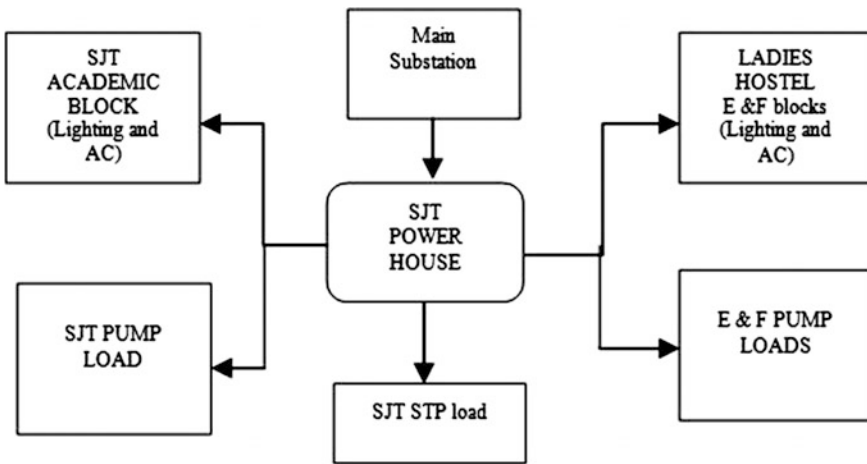 SJT
ACADEMIC
BLOCK
(Lighting and
AC)
Main
Substation
LADIES
HOSTEL
E &F blocks
(Lighting and
AC)
SJT
POWER
HOUSE
SJT PUMP
LOAD
E & F PUMP
LOADS
SJT STP load